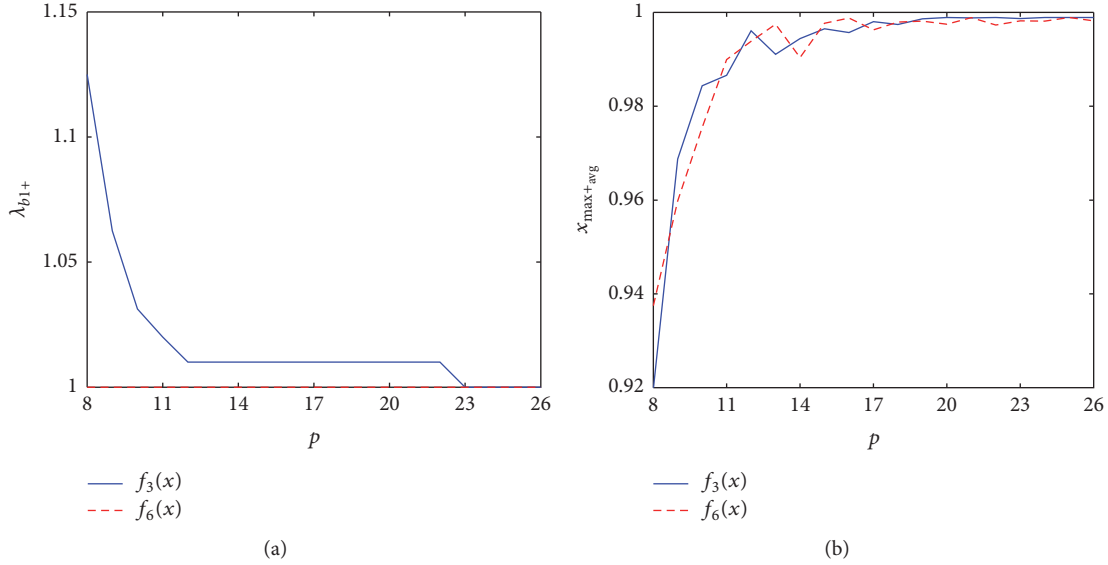 1.15
1.1
1.05
1
λb1+
8 11 14 17 20 23 26
p
f3(x)
f6(x)
(a)
1
0.98
0.96
0.94
0.92
xmax+avg
8 11 14 17 20 23 26
p
f3(x)
f6(x)
(b)